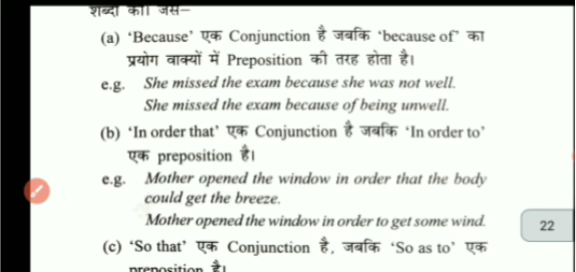 शब्दों का। जैसे–
(a) ‘Because’ एक Conjunction है जबकि ‘because of’ का
प्रयोग वाक्यों में Preposition की तरह होता है।
e.g. She missed the exam because she was not well.
She missed the exam because of being unwell.
(b) ‘In order that’ एक Conjunction है जबकि ‘In order to’
एक preposition है।
e.g. Mother opened the window in order that the body
could get the breeze.
Mother opened the window in order to get some wind.
22
(c) ‘So that’ एक Conjunction है, जबकि ‘So as to’ एक
preposition है।